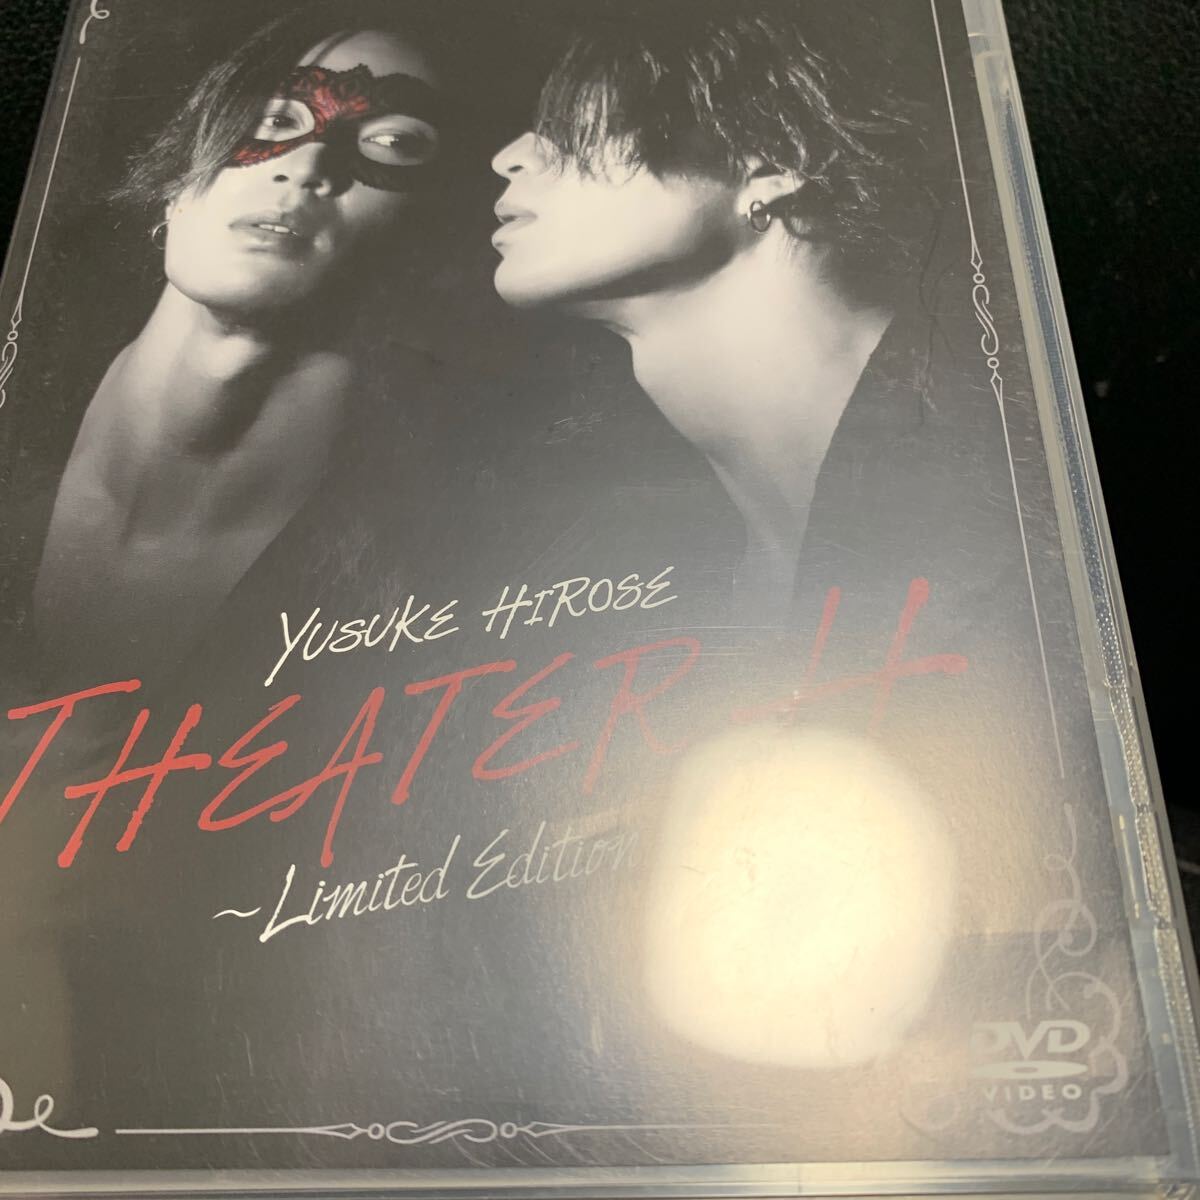 YUSUKE HIROSE
THEATER H
~Limited Edition
DVD
VIDEO